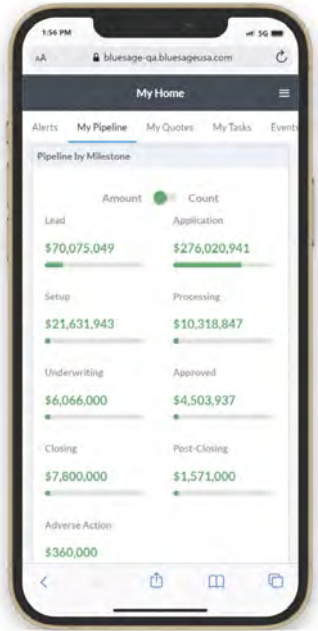 1:56 PM 5G
AA bluesage-qa.bluesageusa.com
My Home
Alerts My Pipeline My Quotes My Tasks Events
Pipeline by Milestone
Amount Count
Lead Application
$70,075,049 $276,020,941
Setup Processing
$21,631,943 $10,318,847
Underwriting Approved
$6,066,000 $4,503,937
Closing Post-Closing
$7,800,000 $1,571,000
Adverse Action
$360,000